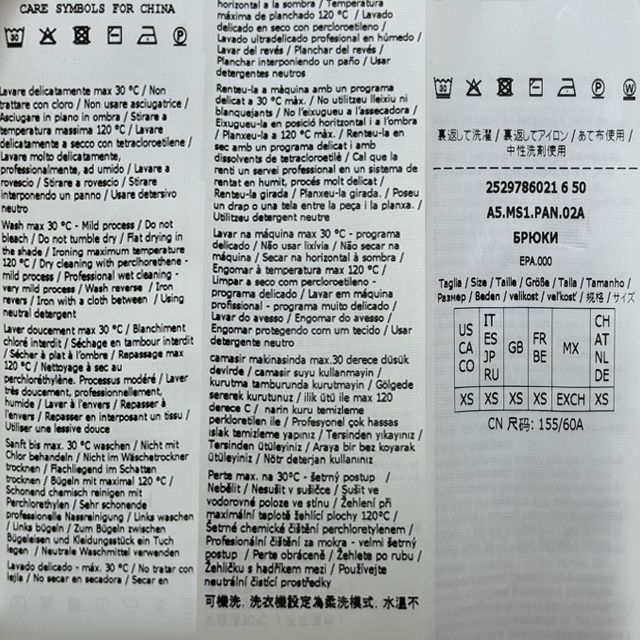 CARE SYMBOLS FOR CHINA
Lavare delicatamente max 30 °C / Non
trattare con cloro / Non usare asciugatrice /
Asciugare in piano in ombra / Stirare a
temperatura massima 120 °C / Lavare
delicatamente a secco con tetracloroetilene /
Lavare molto delicatamente,
professionalmente, ad umido / Lavare a
rovescio / Stirare a rovescio / Stirare
interponendo un panno / Usare detersivo
neutro
Wash max 30 °C - Mild process / Do not
bleach / Do not tumble dry / Flat drying in
the shade / Ironing maximum temperature
120 °C / Dry cleaning with perclhorethene -
mild process / Professional wet cleaning -
very mild process / Wash reverse / Iron
revers / Iron with a cloth between / Using
neutral detergent
Laver doucement max 30 °C / Blanchiment
chloré interdit / Séchage en tambour interdit
/ Sécher à plat à l'ombre / Repassage max
120 °C / Nettoyage à sec au
perchloréthylène. Processus modéré / Laver
très doucement, professionnellement,
humide / Laver à l'envers / Repasser à
l'envers / Repasser en interposant un tissu /
Utiliser une lessive douce
Sanft bis max. 30 °C waschen / Nicht mit
Chlor behandeln / Nicht im Wäschetrockner
trocknen / Flachliegend im Schatten
trocknen / Bügeln mit maximal 120 °C /
Schonend chemisch reinigen mit
Perchlorethylen / Sehr schonende
professionelle Nassreinigung / Links waschen
/ Links bügeln / Zum Bügeln zwischen
Bügeleisen und Kleidungsstück ein Tuch
legen / Neutrale Waschmittel verwenden
Lavado delicado - máx. 30 °C / No tratar con
lejía / No secar en secadora / Secar en
horizontal a la sombra / Temperatura
máxima de planchado 120 °C / Lavado
delicado en seco con percloroetileno /
Lavado ultradelicado profesional en húmedo /
Lavar del revés / Planchar del revés /
Planchar interponiendo un paño / Usar
detergentes neutros
Renteu-la a màquina amb un programa
delicat a 30 °C màx. / No utilitzeu lleixiu ni
blanquejants / No l'eixugueu a l'assecadora /
Eixugueu-la en posició horitzontal i a l'ombra
/ Planxeu-la a 120 °C màx. / Renteu-la en
sec amb un programa delicat i amb
dissolvents de tetracloroetilè / Cal que la
renti un servei professional en un sistema de
rentat en humit, procés molt delicat /
Renteu-la girada / Planxeu-la girada. / Poseu
un drap o una tela entre la peça i la planxa. /
Utilitzeu detergent neutre
Lavar na máquina max 30 °C - programa
delicado / Não usar lixívia / Não secar na
máquina / Secar na horizontal à sombra /
Engomar à temperatura max 120 °C /
Limpar a seco com percloroetileno -
programa delicado / Lavar em máquina
profissional - programa muito delicado /
Lavar do avesso / Engomar do avesso /
Engomar protegendo com um tecido / Usar
detergente neutro
camasir makinasinda max.30 derece düsük
devirde / camasir suyu kullanmayin /
kurutma tamburunda kurutmayin / Gölgede
sererek kurutunuz / ilik ütü ile max 120
derece C / narin kuru temizleme
perkloretilen ile / Profesyonel çok hassas
islak temizleme yapınız / Tersinden yıkayınız /
Tersinden ütüleyiniz / Araya bir bez koyarak
ütüleyiniz / Nötr deterjan kullanınız
Perte max. na 30°C - šetrný postup /
Nebělit / Nesušit v sušičce / Sušit ve
vodorovné poloze ve stínu / Žehlení při
maximální teplotě žehlící plochy 120°C /
Šetrné chemické čištění perchloretylenem /
Profesionální čištění za mokra - velmi šetrný
postup / Perte obráceně / Žehlete po rubu /
Žehličku s hadříkem mezi / Používejte
neutrální čistící prostředky
可機洗, 洗衣機設定為柔洗模式, 水溫不
裏返して洗濯 / 裏返してアイロン / あて布使用 /
中性洗剤使用
2529786021 6 50
A5.MS1.PAN.02A
БРЮКИ
EPA.000
Taglia / Size / Taille / Größe / Talla / Tamanho /
Размер / Beden / velikost / veľkosť / 规格 / サイズ
US CA CO IT ES JP RU GB FR BE MX CH AT NL DE
XS XS XS XS EXCH XS
CN 尺码: 155/60A